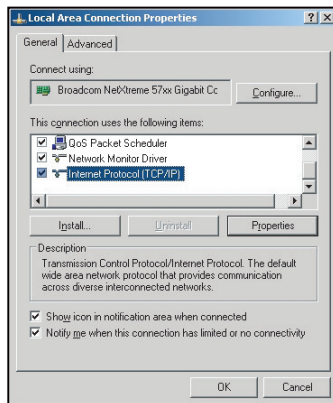 Local Area Connection Properties
General Advanced
Connect using:
Broadcom NetXtreme 57xx Gigabit Cc
Configure...
This connection uses the following items:
QoS Packet Scheduler
Network Monitor Driver
Internet Protocol (TCP/IP)
Install... Uninstall Properties
Description
Transmission Control Protocol/Internet Protocol. The default
wide area network protocol that provides communication
across diverse interconnected networks.
Show icon in notification area when connected
Notify me when this connection has limited or no connectivity
OK Cancel